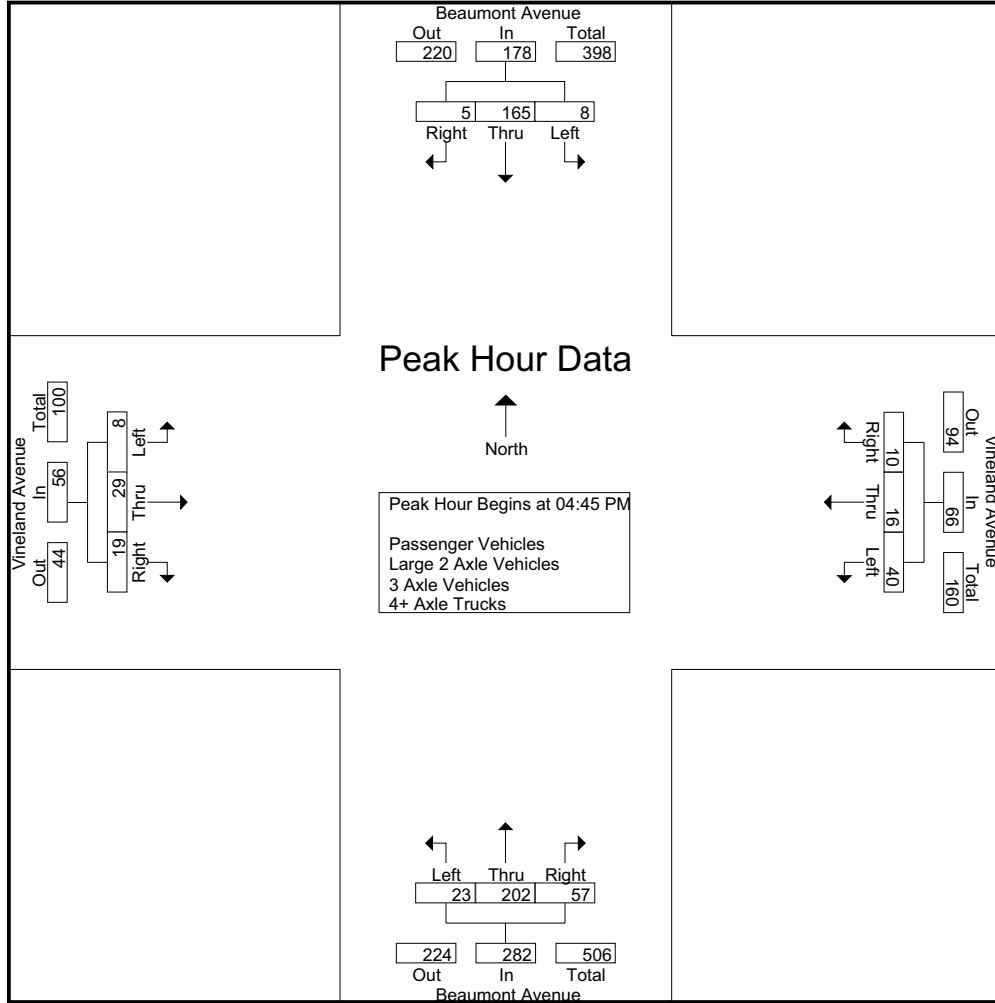 Beaumont Avenue
Out In Total
220 178 398
5 165 8
Right Thru Left
Peak Hour Data
North
Peak Hour Begins at 04:45 PM
Passenger Vehicles
Large 2 Axle Vehicles
3 Axle Vehicles
4+ Axle Trucks
Vineland Avenue
Out In Total
44 56 100
19 29 8
Right Thru Left
Vineland Avenue
Out In Total
94 66 160
10 16 40
Right Thru Left
Left Thru Right
23 202 57
224 282 506
Out In Total
Beaumont Avenue